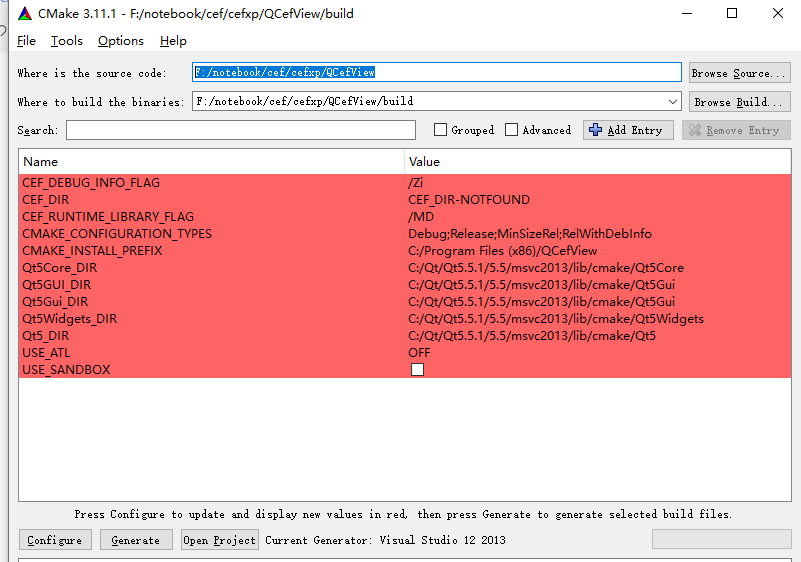 CMake 3.11.1 - F:/notebook/cef/cefxp/QCefView/build
File Tools Options Help
Where is the source code: F:/notebook/cef/cefxp/QCefView Browse Source...
Where to build the binaries: F:/notebook/cef/cefxp/QCefView/build Browse Build...
Search: Grouped Advanced Add Entry Remove Entry
Name Value
CEF_DEBUG_INFO_FLAG /Zi
CEF_DIR CEF_DIR-NOTFOUND
CEF_RUNTIME_LIBRARY_FLAG /MD
CMAKE_CONFIGURATION_TYPES Debug;Release;MinSizeRel;RelWithDebInfo
CMAKE_INSTALL_PREFIX C:/Program Files (x86)/QCefView
Qt5Core_DIR C:/Qt/Qt5.5.1/5.5/msvc2013/lib/cmake/Qt5Core
Qt5GUI_DIR C:/Qt/Qt5.5.1/5.5/msvc2013/lib/cmake/Qt5Gui
Qt5Gui_DIR C:/Qt/Qt5.5.1/5.5/msvc2013/lib/cmake/Qt5Gui
Qt5Widgets_DIR C:/Qt/Qt5.5.1/5.5/msvc2013/lib/cmake/Qt5Widgets
Qt5_DIR C:/Qt/Qt5.5.1/5.5/msvc2013/lib/cmake/Qt5
USE_ATL OFF
USE_SANDBOX
Press Configure to update and display new values in red, then press Generate to generate selected build files.
Configure Generate Open Project Current Generator: Visual Studio 12 2013